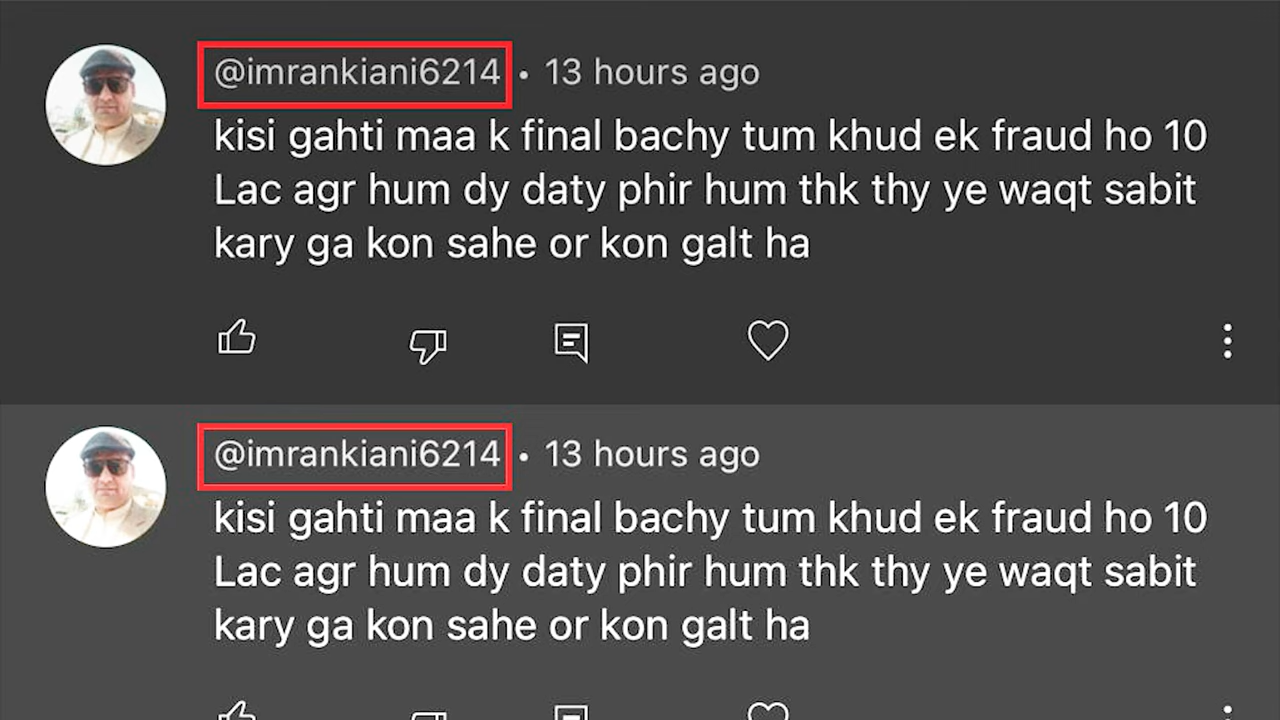 @imrankiani6214 • 13 hours ago
kisi gahti maa k final bachy tum khud ek fraud ho 10
Lac agr hum dy daty phir hum thk thy ye waqt sabit
kary ga kon sahe or kon galt ha
@imrankiani6214 • 13 hours ago
kisi gahti maa k final bachy tum khud ek fraud ho 10
Lac agr hum dy daty phir hum thk thy ye waqt sabit
kary ga kon sahe or kon galt ha